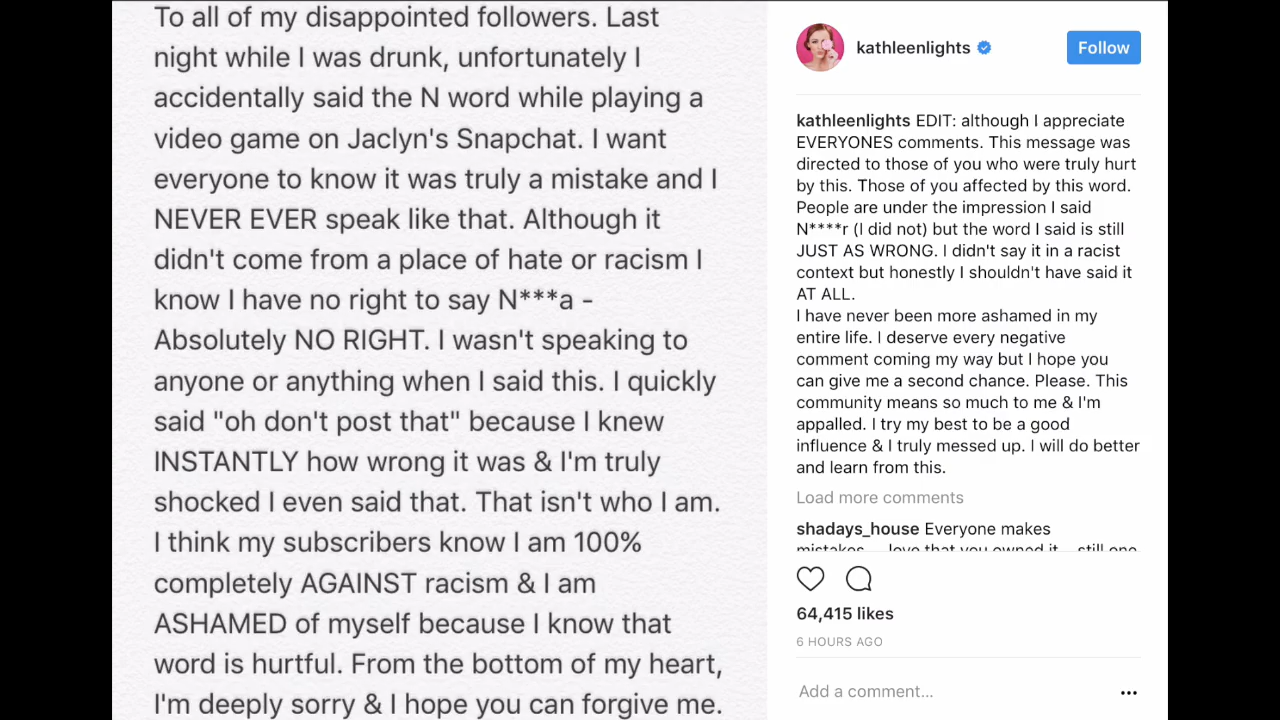 To all of my disappointed followers. Last
night while I was drunk, unfortunately I
accidentally said the N word while playing a
video game on Jaclyn's Snapchat. I want
everyone to know it was truly a mistake and I
NEVER EVER speak like that. Although it
didn't come from a place of hate or racism I
know I have no right to say N***a -
Absolutely NO RIGHT. I wasn't speaking to
anyone or anything when I said this. I quickly
said "oh don't post that" because I knew
INSTANTLY how wrong it was & I'm truly
shocked I even said that. That isn't who I am.
I think my subscribers know I am 100%
completely AGAINST racism & I am
ASHAMED of myself because I know that
word is hurtful. From the bottom of my heart,
I'm deeply sorry & I hope you can forgive me.
kathleenlights
Follow
kathleenlights EDIT: although I appreciate
EVERYONES comments. This message was
directed to those of you who were truly hurt
by this. Those of you affected by this word.
People are under the impression I said
N****r (I did not) but the word I said is still
JUST AS WRONG. I didn't say it in a racist
context but honestly I shouldn't have said it
AT ALL.
I have never been more ashamed in my
entire life. I deserve every negative
comment coming my way but I hope you
can give me a second chance. Please. This
community means so much to me & I'm
appalled. I try my best to be a good
influence & I truly messed up. I will do better
and learn from this.
Load more comments
shadays_house Everyone makes
mistakes... love that you owned it... still one
64,415 likes
6 HOURS AGO
Add a comment...